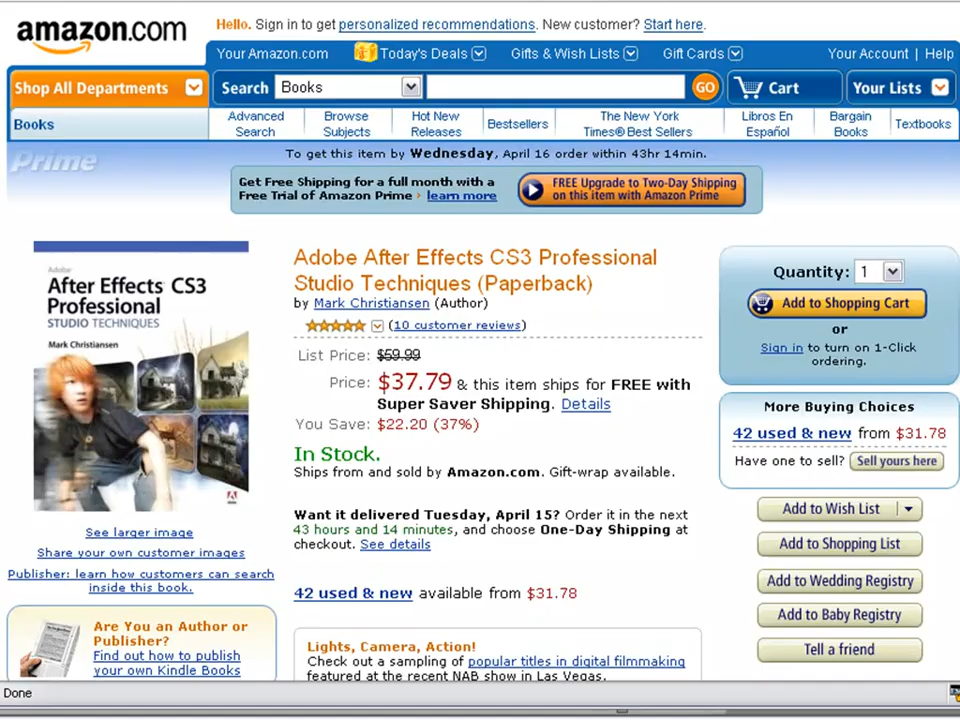 amazon.com
Hello. Sign in to get personalized recommendations. New customer? Start here.
Your Amazon.com
Today's Deals
Gifts & Wish Lists
Gift Cards
Your Account | Help
Shop All Departments
Search
Books
GO
Cart
Your Lists
Books
Advanced Search
Browse Subjects
Hot New Releases
Bestsellers
The New York Times® Best Sellers
Libros En Español
Bargain Books
Textbooks
Prime
To get this item by Wednesday, April 16 order within 43hr 14min.
Get Free Shipping for a full month with a
Free Trial of Amazon Prime › learn more
FREE Upgrade to Two-Day Shipping
on this item with Amazon Prime
Adobe
After Effects CS3
Professional
STUDIO TECHNIQUES
Mark Christiansen
See larger image
Share your own customer images
Publisher: learn how customers can search
inside this book.
Are You an Author or
Publisher?
Find out how to publish
your own Kindle Books
Adobe After Effects CS3 Professional
Studio Techniques (Paperback)
by Mark Christiansen (Author)
(10 customer reviews)
List Price: $59.99
Price: $37.79 & this item ships for FREE with
Super Saver Shipping. Details
You Save: $22.20 (37%)
In Stock.
Ships from and sold by Amazon.com. Gift-wrap available.
Want it delivered Tuesday, April 15? Order it in the next
43 hours and 14 minutes, and choose One-Day Shipping at
checkout. See details
42 used & new available from $31.78
Lights, Camera, Action!
Check out a sampling of popular titles in digital filmmaking
featured at the recent NAB show in Las Vegas.
Quantity: 1
Add to Shopping Cart
or
Sign in to turn on 1-Click
ordering.
More Buying Choices
42 used & new from $31.78
Have one to sell? Sell yours here
Add to Wish List
Add to Shopping List
Add to Wedding Registry
Add to Baby Registry
Tell a friend
Done